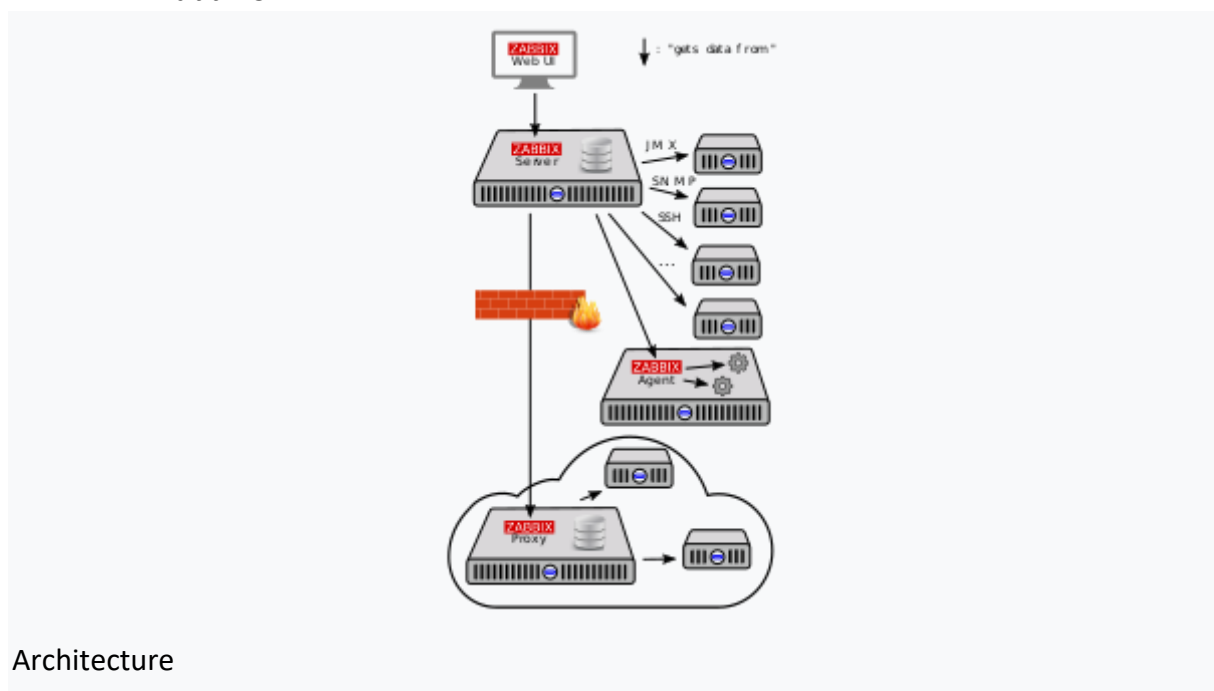 ZABBIX
Web UI
: "gets data from"
ZABBIX
Server
JMX
SNMP
SSH
...
ZABBIX
Agent
ZABBIX
Proxy
Architecture